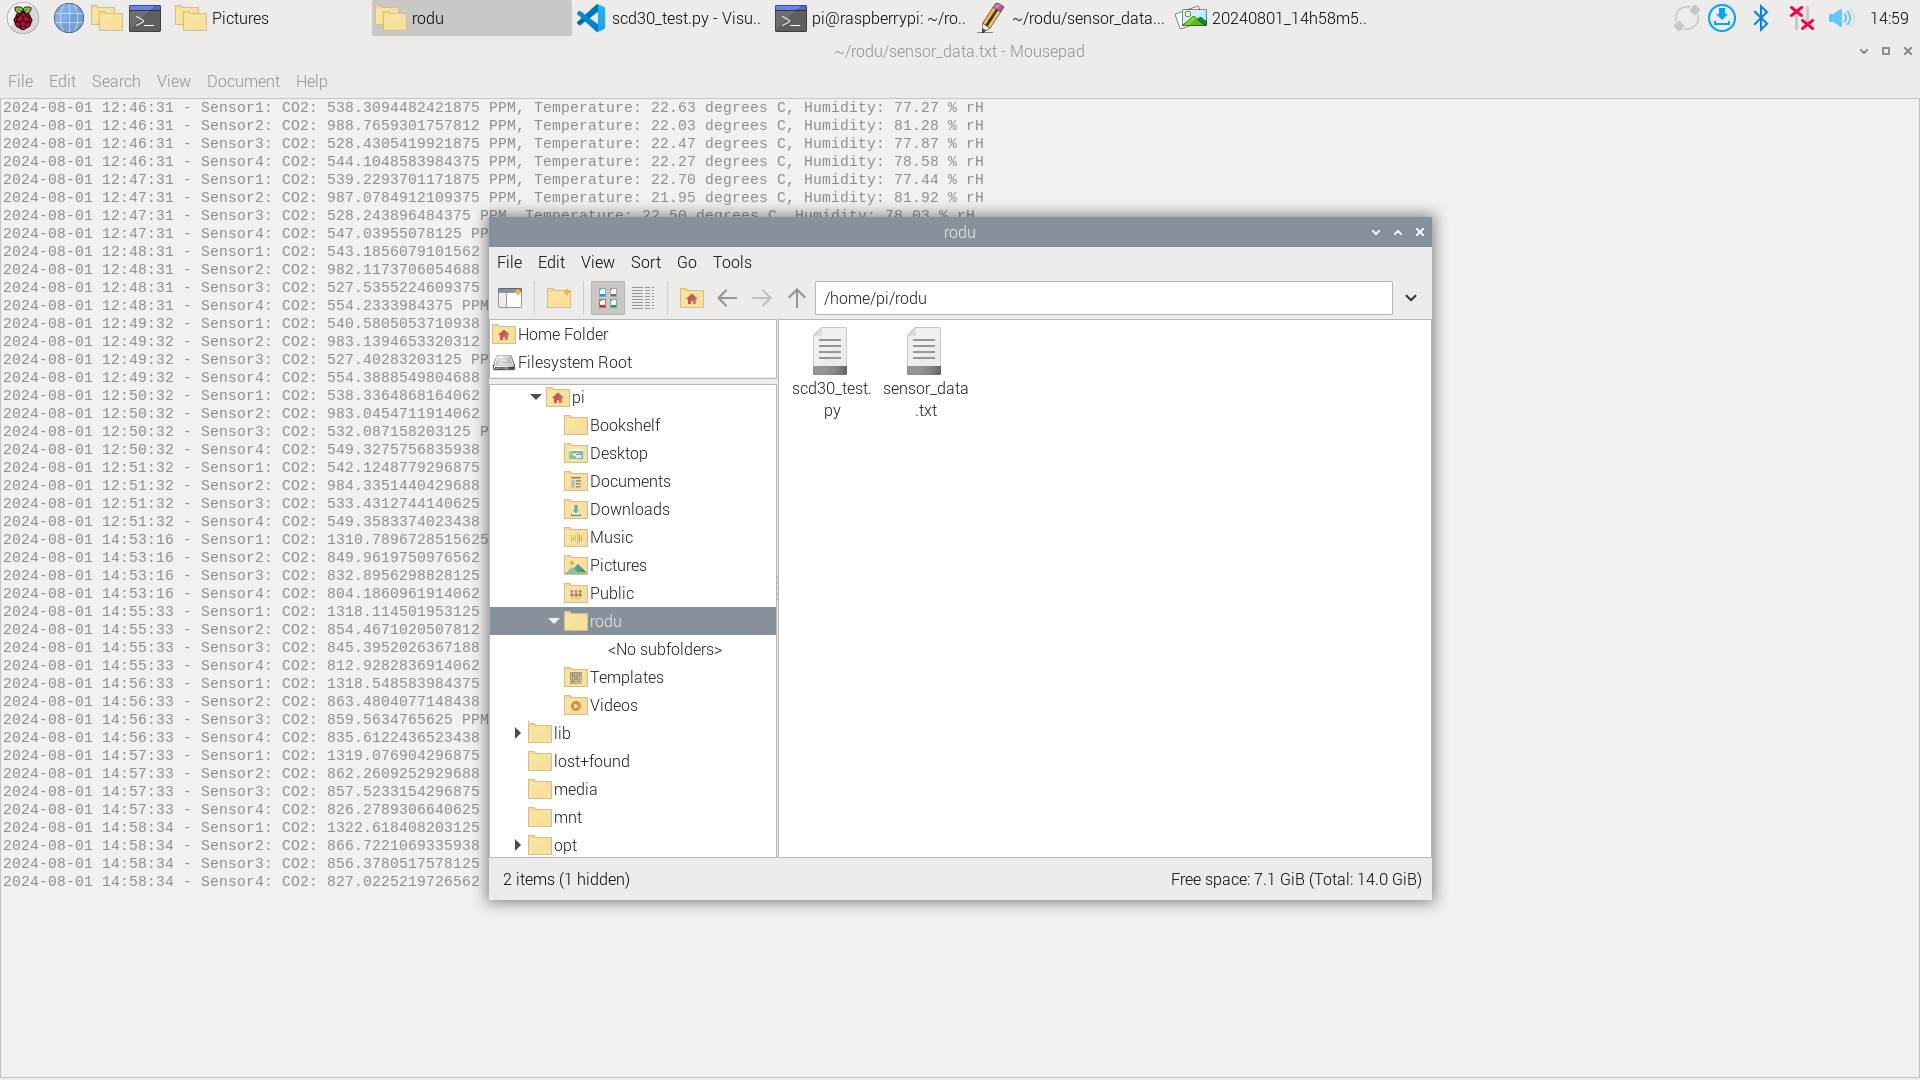 Pictures
rodu
scd30_test.py - Visu..
pi@raspberrypi: ~/ro..
~/rodu/sensor_data...
20240801_14h58m5..
14:59
~/rodu/sensor_data.txt - Mousepad
File Edit Search View Document Help
2024-08-01 12:46:31 - Sensor1: CO2: 538.3094482421875 PPM, Temperature: 22.63 degrees C, Humidity: 77.27 % rH
2024-08-01 12:46:31 - Sensor2: CO2: 988.7659301757812 PPM, Temperature: 22.03 degrees C, Humidity: 81.28 % rH
2024-08-01 12:46:31 - Sensor3: CO2: 528.4305419921875 PPM, Temperature: 22.47 degrees C, Humidity: 77.87 % rH
2024-08-01 12:46:31 - Sensor4: CO2: 544.1048583984375 PPM, Temperature: 22.27 degrees C, Humidity: 78.58 % rH
2024-08-01 12:47:31 - Sensor1: CO2: 539.2293701171875 PPM, Temperature: 22.70 degrees C, Humidity: 77.44 % rH
2024-08-01 12:47:31 - Sensor2: CO2: 987.0784912109375 PPM, Temperature: 21.95 degrees C, Humidity: 81.92 % rH
2024-08-01 12:47:31 - Sensor3: CO2: 528.243896484375 PPM, Temperature: 22.50 degrees C, Humidity: 78.03 % rH
2024-08-01 12:47:31 - Sensor4: CO2: 547.03955078125 PP
2024-08-01 12:48:31 - Sensor1: CO2: 543.1856079101562
2024-08-01 12:48:31 - Sensor2: CO2: 982.1173706054688
2024-08-01 12:48:31 - Sensor3: CO2: 527.5355224609375
2024-08-01 12:48:31 - Sensor4: CO2: 554.2333984375 PPM
2024-08-01 12:49:32 - Sensor1: CO2: 540.5805053710938
2024-08-01 12:49:32 - Sensor2: CO2: 983.1394653320312
2024-08-01 12:49:32 - Sensor3: CO2: 527.40283203125 PP
2024-08-01 12:49:32 - Sensor4: CO2: 554.3888549804688
2024-08-01 12:50:32 - Sensor1: CO2: 538.3364868164062
2024-08-01 12:50:32 - Sensor2: CO2: 983.0454711914062
2024-08-01 12:50:32 - Sensor3: CO2: 532.087158203125 P
2024-08-01 12:50:32 - Sensor4: CO2: 549.3275756835938
2024-08-01 12:51:32 - Sensor1: CO2: 542.1248779296875
2024-08-01 12:51:32 - Sensor2: CO2: 984.3351440429688
2024-08-01 12:51:32 - Sensor3: CO2: 533.4312744140625
2024-08-01 12:51:32 - Sensor4: CO2: 549.3583374023438
2024-08-01 14:53:16 - Sensor1: CO2: 1310.7896728515625
2024-08-01 14:53:16 - Sensor2: CO2: 849.9619750976562
2024-08-01 14:53:16 - Sensor3: CO2: 832.8956298828125
2024-08-01 14:53:16 - Sensor4: CO2: 804.1860961914062
2024-08-01 14:55:33 - Sensor1: CO2: 1318.114501953125
2024-08-01 14:55:33 - Sensor2: CO2: 854.4671020507812
2024-08-01 14:55:33 - Sensor3: CO2: 845.3952026367188
2024-08-01 14:55:33 - Sensor4: CO2: 812.9282836914062
2024-08-01 14:56:33 - Sensor1: CO2: 1318.548583984375
2024-08-01 14:56:33 - Sensor2: CO2: 863.4804077148438
2024-08-01 14:56:33 - Sensor3: CO2: 859.5634765625 PPM
2024-08-01 14:56:33 - Sensor4: CO2: 835.6122436523438
2024-08-01 14:57:33 - Sensor1: CO2: 1319.076904296875
2024-08-01 14:57:33 - Sensor2: CO2: 862.2609252929688
2024-08-01 14:57:33 - Sensor3: CO2: 857.5233154296875
2024-08-01 14:57:33 - Sensor4: CO2: 826.2789306640625
2024-08-01 14:58:34 - Sensor1: CO2: 1322.618408203125
2024-08-01 14:58:34 - Sensor2: CO2: 866.7221069335938
2024-08-01 14:58:34 - Sensor3: CO2: 856.3780517578125
2024-08-01 14:58:34 - Sensor4: CO2: 827.0225219726562
rodu
File Edit View Sort Go Tools
/home/pi/rodu
Home Folder
Filesystem Root
pi
Bookshelf
Desktop
Documents
Downloads
Music
Pictures
Public
rodu
<No subfolders>
Templates
Videos
lib
lost+found
media
mnt
opt
scd30_test.
py
sensor_data
.txt
2 items (1 hidden)
Free space: 7.1 GiB (Total: 14.0 GiB)